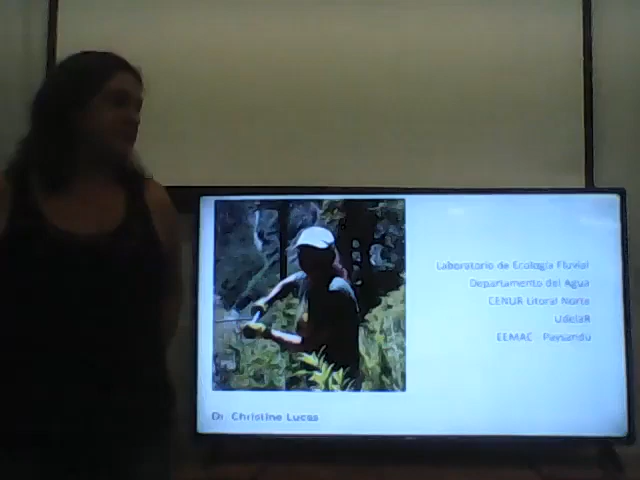 Laboratorio de Ecología Fluvial
Departamento del Agua
CENUR Litoral Norte
UdelaR
EEMAC - Paysandú
Dr. Christine Lucas